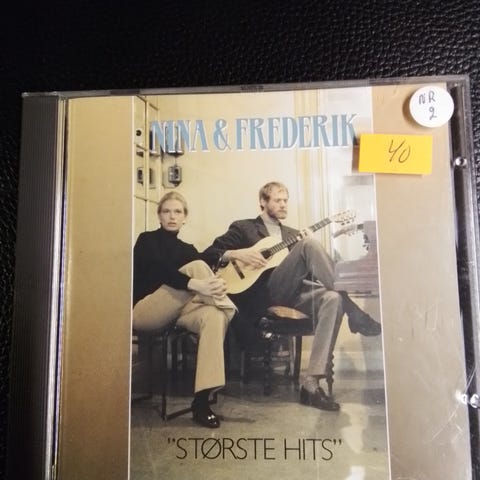 NINA & FREDERIK
NR
2
40
"STØRSTE HITS"